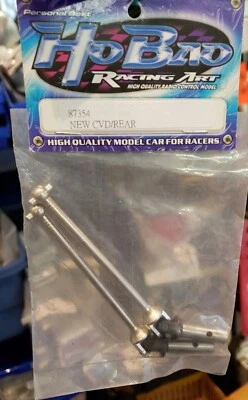 Personal Best
HoBao
Racing Art
HIGH QUALITY RADIO CONTROL MODEL
87354
NEW CVD/REAR
HIGH QUALITY MODEL CAR FOR RACERS